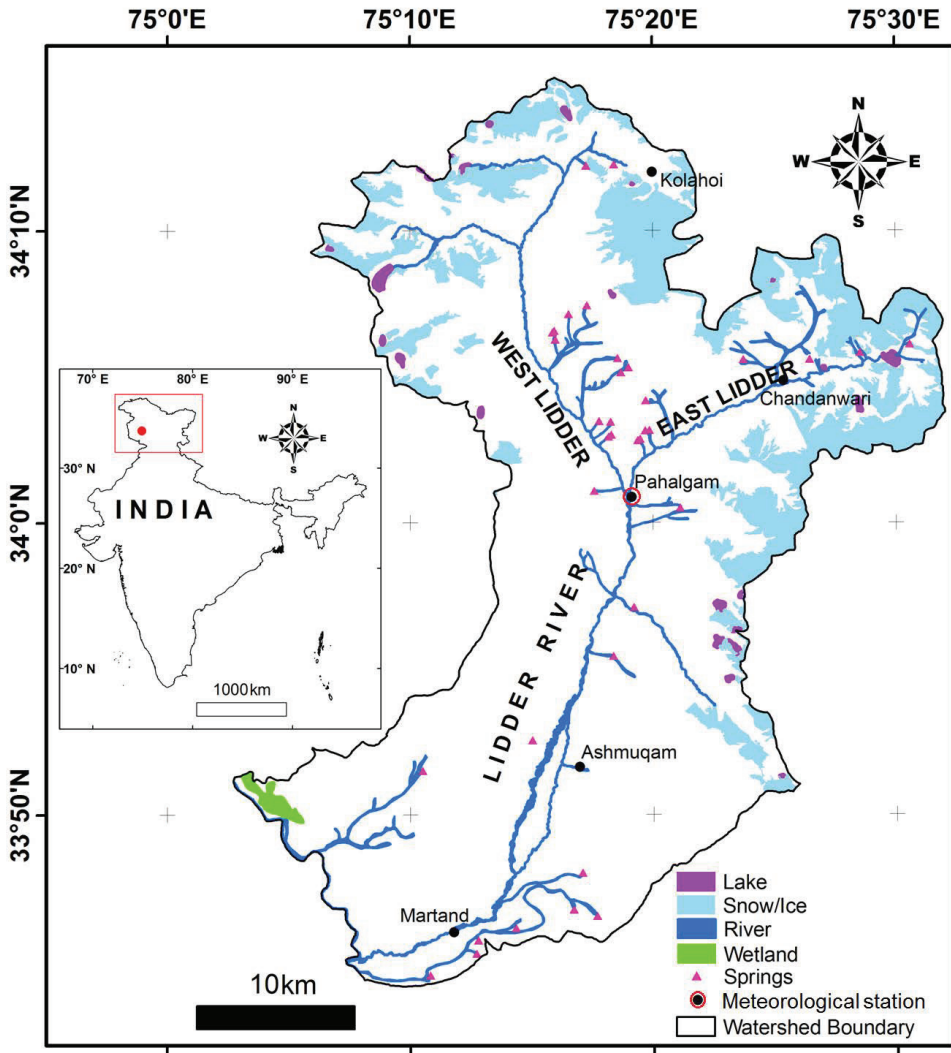 75°0'E 75°10'E 75°20'E 75°30'E
N
W E
S
Kolahoi
34°10'N
WEST LIDDER
EAST LIDDER
Chandanwari
70° E 80° E 90° E
N
W E
S
30° N
INDIA
20° N
10° N
1000km
Pahalgam
34°0'N
LIDDER RIVER
Ashmuqam
33°50'N
Martand
10km
Lake
Snow/Ice
River
Wetland
Springs
Meteorological station
Watershed Boundary